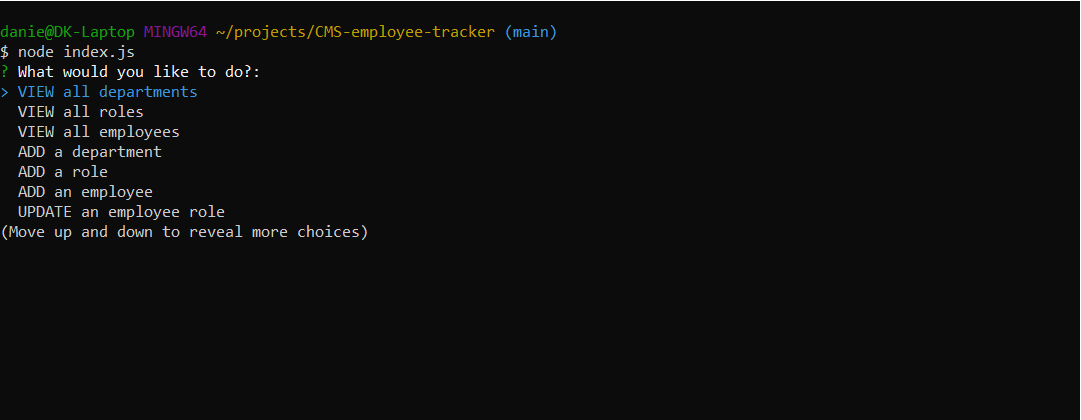 danie@DK-Laptop MINGW64 ~/projects/CMS-employee-tracker (main)
$ node index.js
? What would you like to do?:
> VIEW all departments
VIEW all roles
VIEW all employees
ADD a department
ADD a role
ADD an employee
UPDATE an employee role
(Move up and down to reveal more choices)